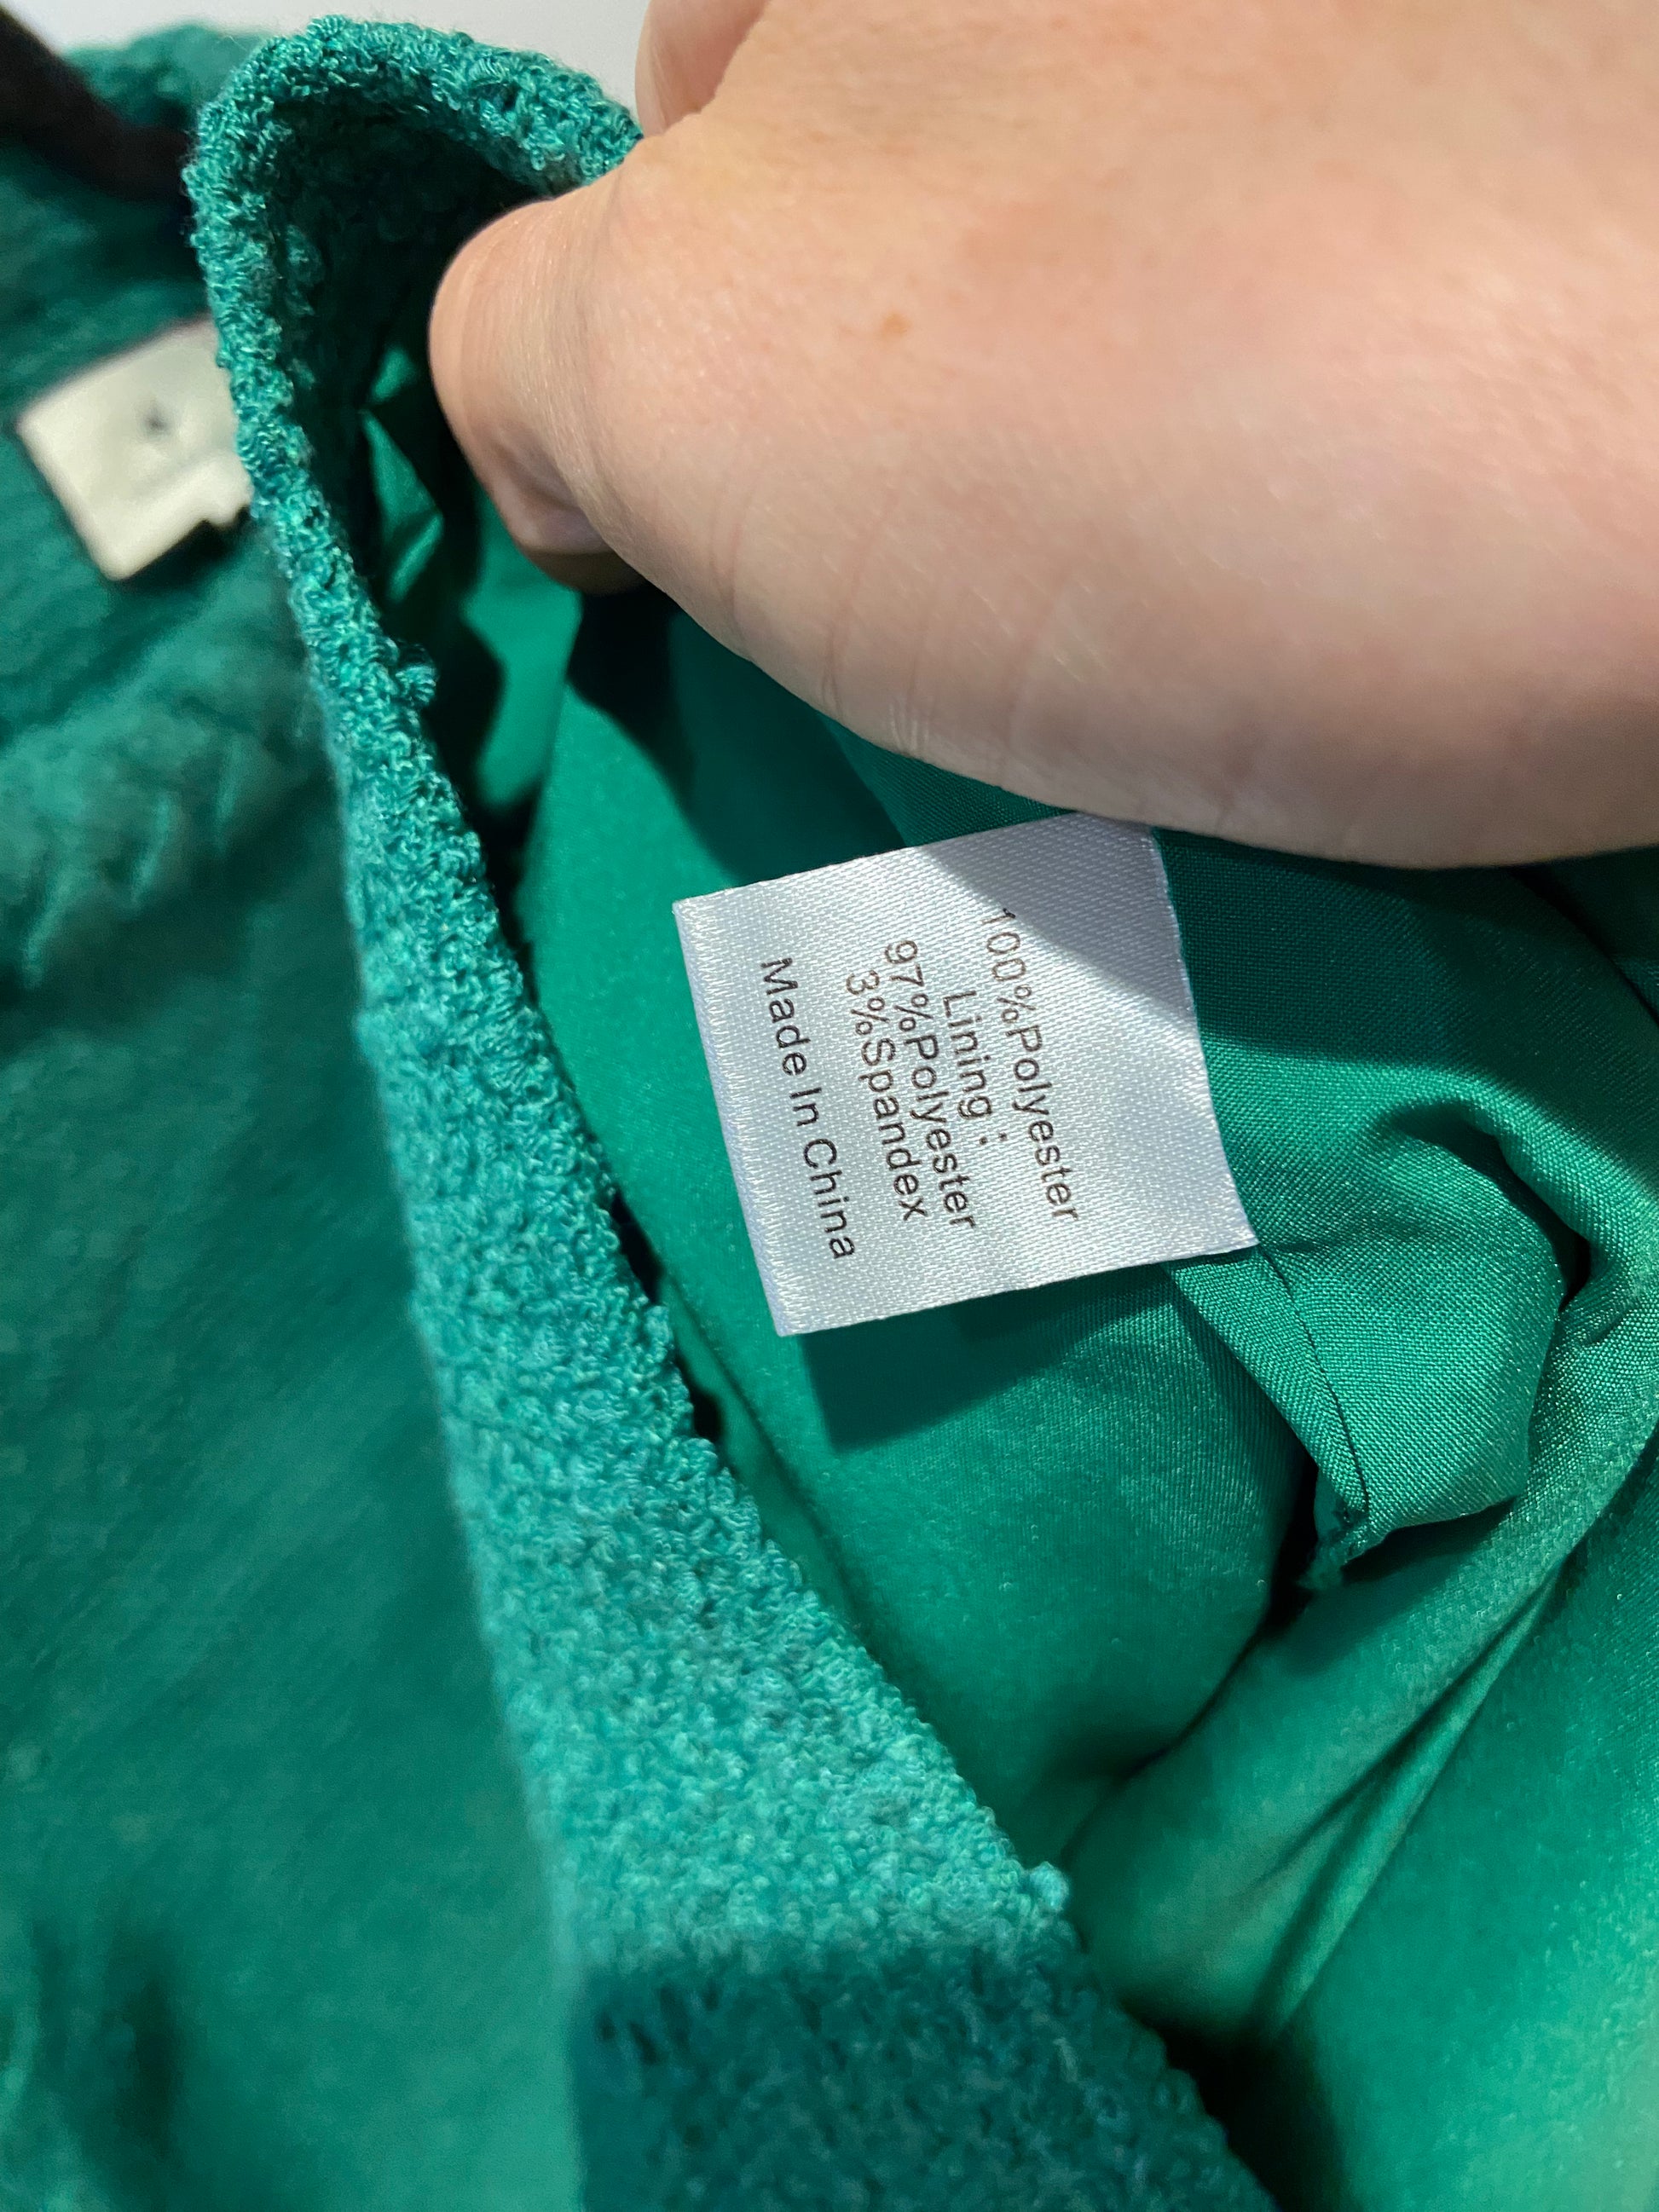 100%Polyester
Lining:
97%Polyester
3%Spandex
Made In China